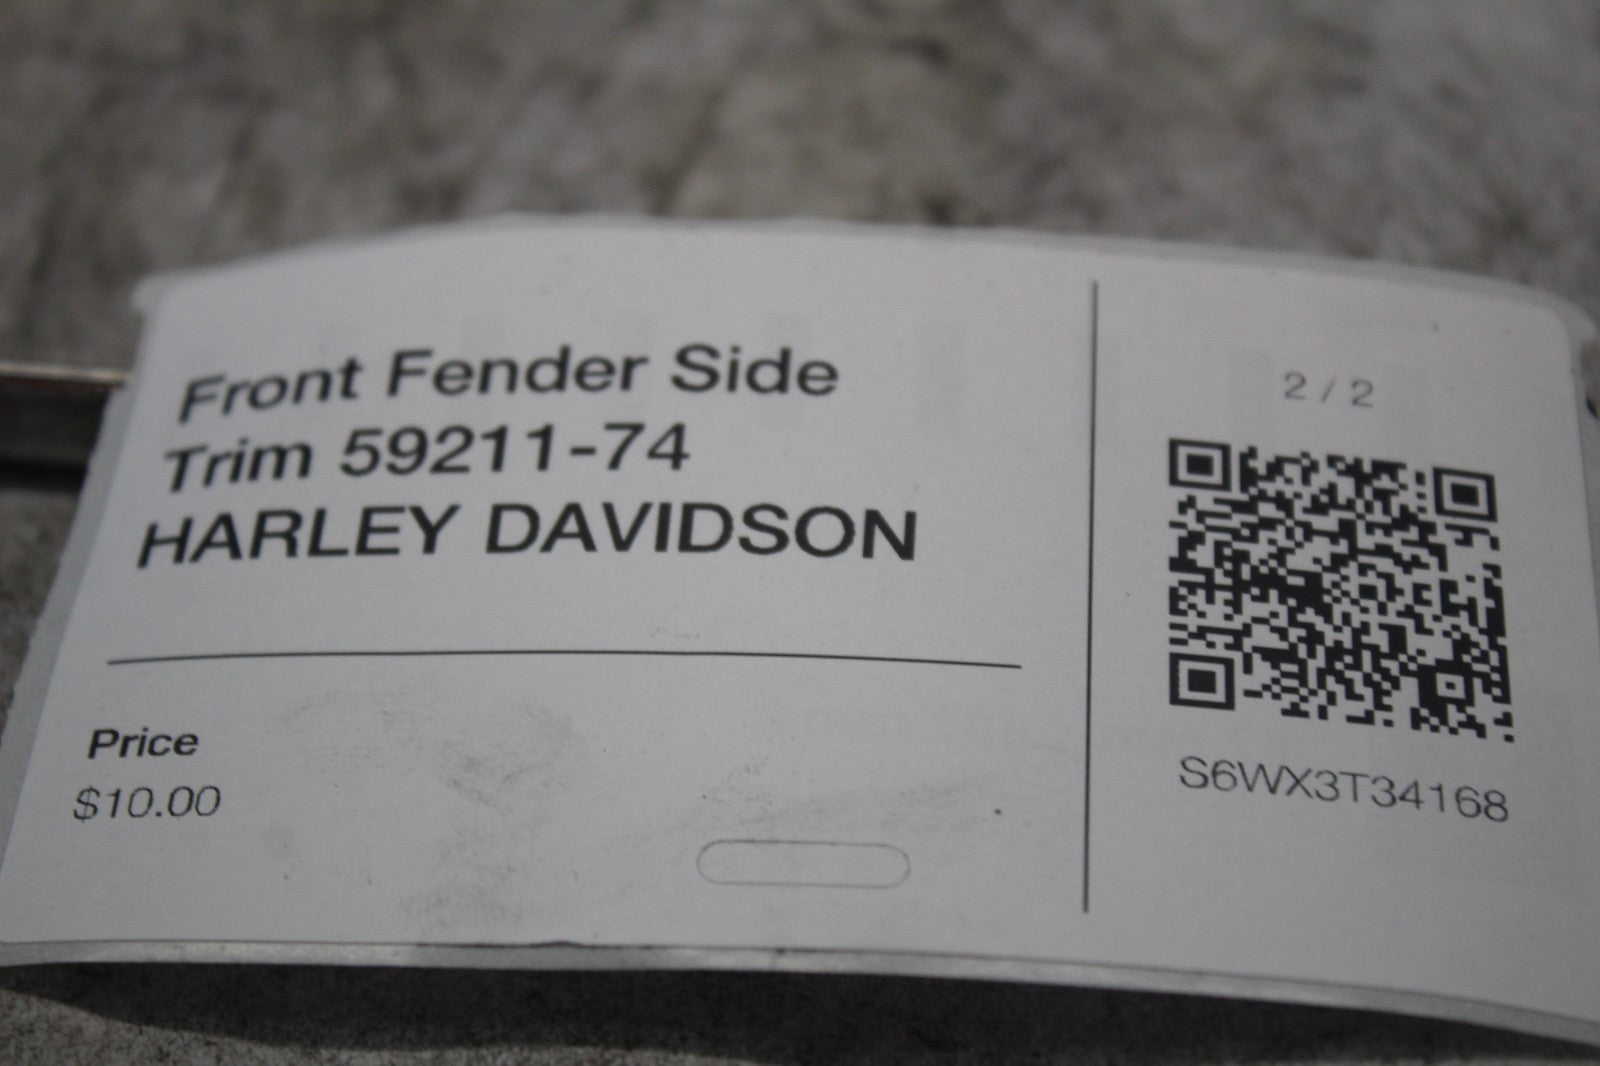 Front Fender Side
Trim 59211-74
HARLEY DAVIDSON
Price
$10.00
2 / 2
S6WX3T34168